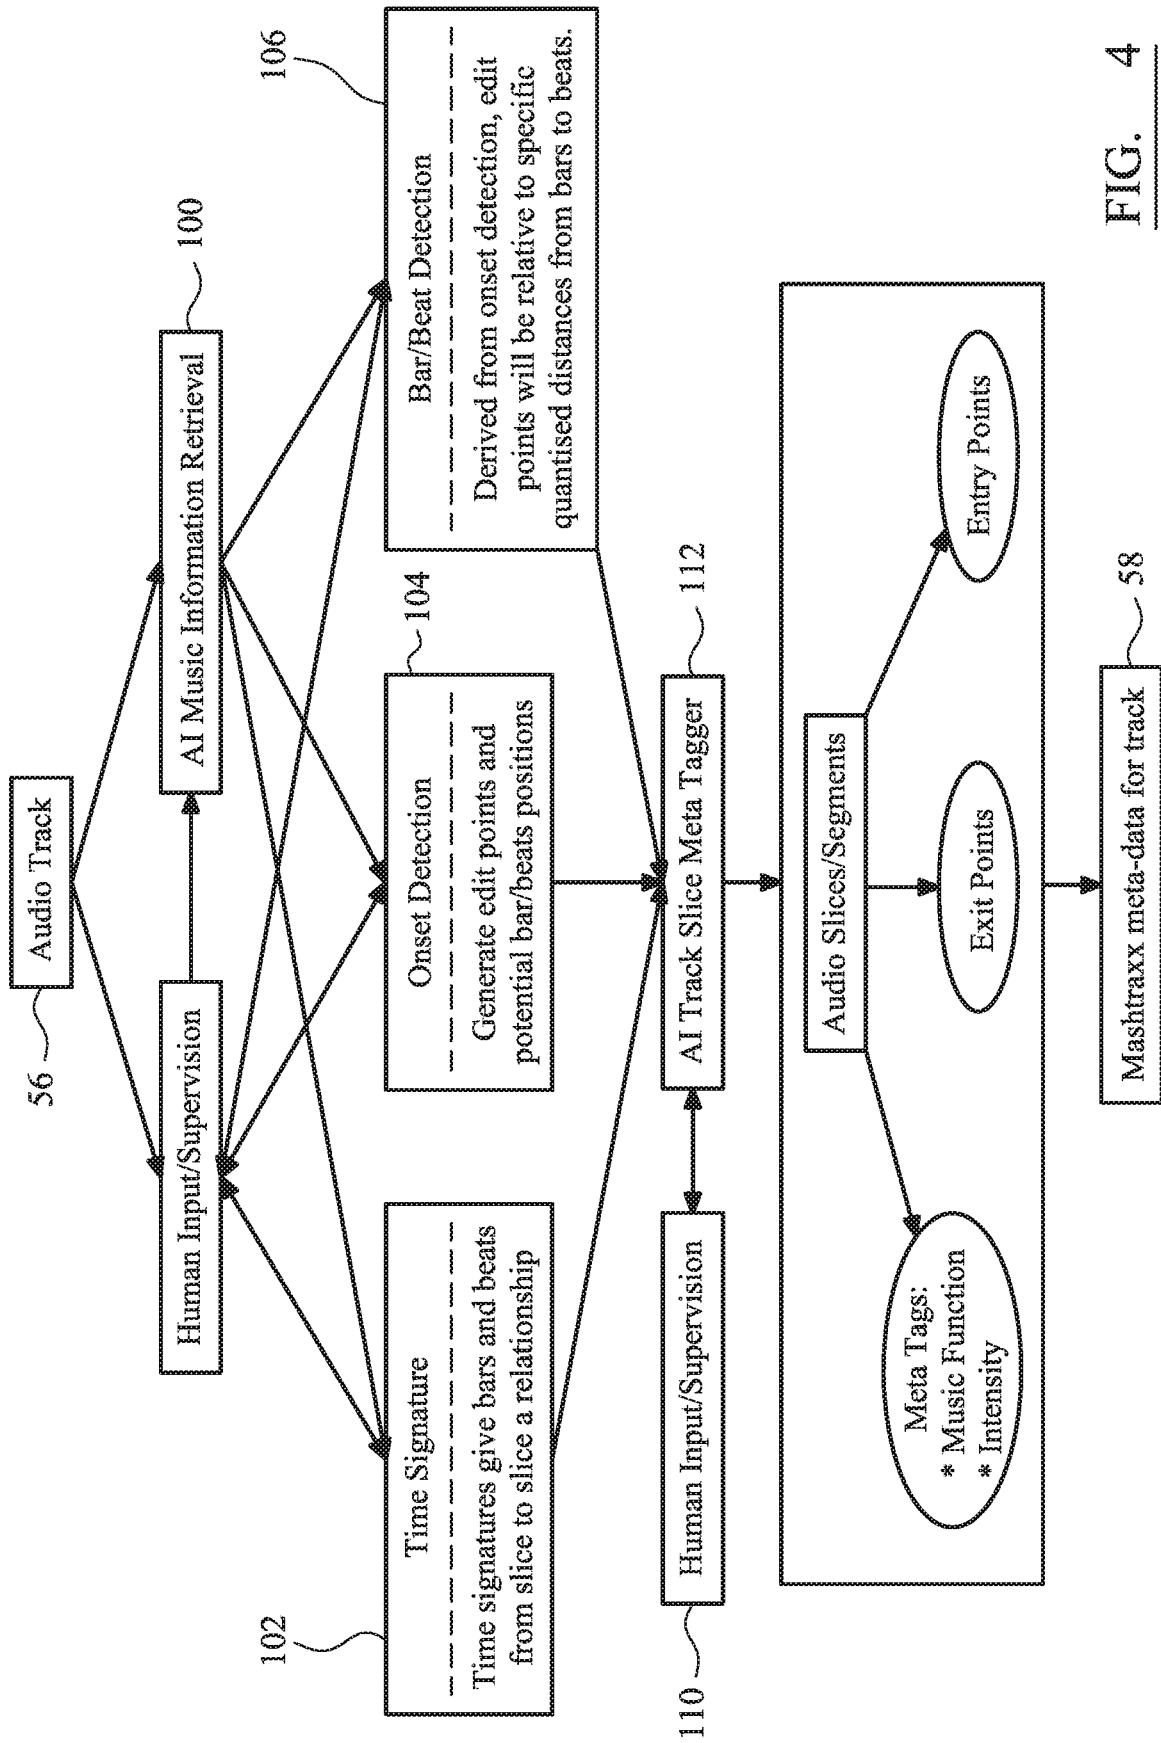 Audio Track
56
Human Input/Supervision
AI Music Information Retrieval
100
102
Time Signature
Time signatures give bars and beats
from slice to slice a relationship
Onset Detection
104
Generate edit points and
potential bar/beats positions
106
Bar/Beat Detection
Derived from onset detection, edit
points will be relative to specific
quantised distances from bars to beats.
110
Human Input/Supervision
AI Track Slice Meta Tagger
112
Audio Slices/Segments
Meta Tags:
* Music Function
* Intensity
Exit Points
Entry Points
Mashtraxx meta-data for track
58
FIG. 4